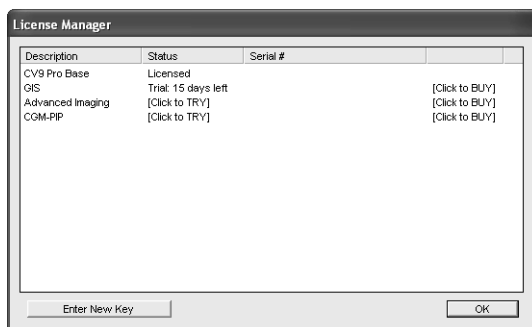 License Manager
Description Status Serial #
CV9 Pro Base Licensed
GIS Trial: 15 days left [Click to BUY]
Advanced Imaging [Click to TRY] [Click to BUY]
CGM-PIP [Click to TRY] [Click to BUY]
Enter New Key OK